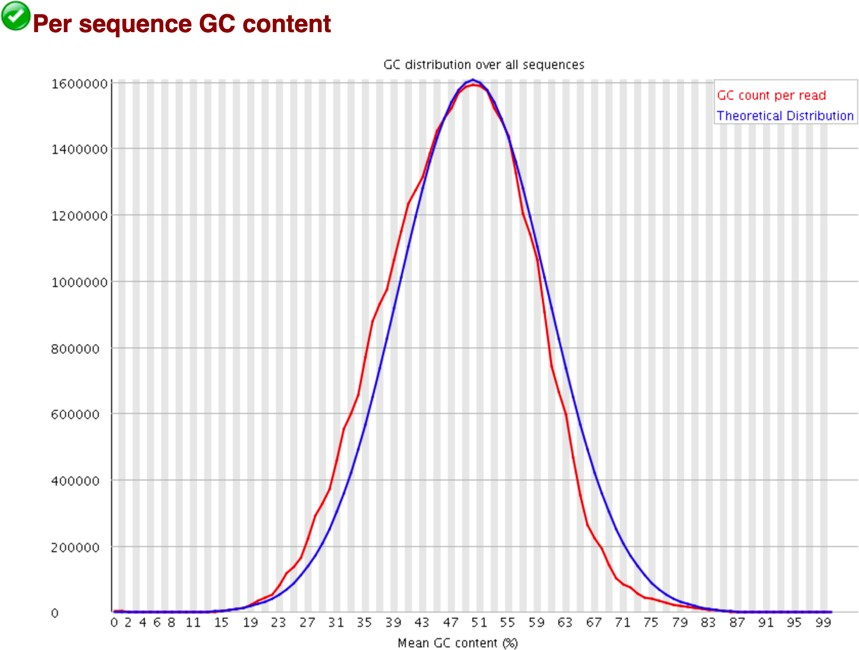 Per sequence GC content
GC distribution over all sequences
GC count per read
Theoretical Distribution
1600000
1400000
1200000
1000000
800000
600000
400000
200000
0
0 2 4 6 8 11 15 19 23 27 31 35 39 43 47 51 55 59 63 67 71 75 79 83 87 91 95 99
Mean GC content (%)